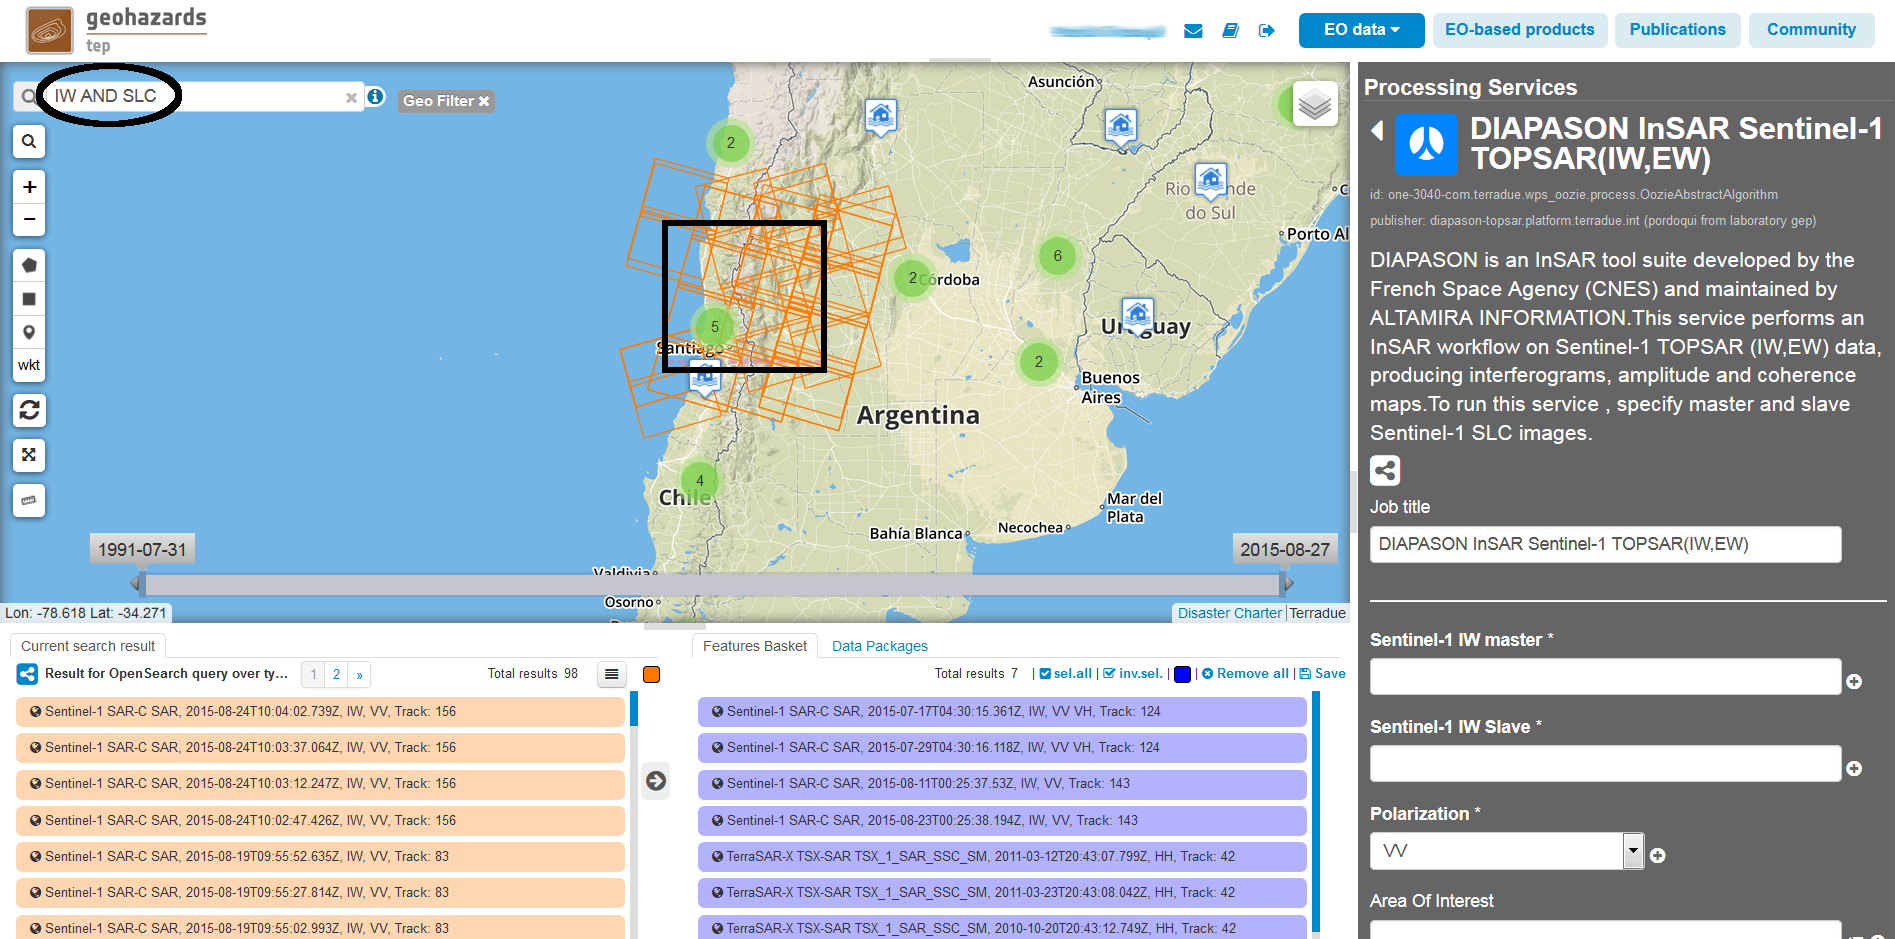 geohazards
tep
EO data
EO-based products
Publications
Community
IW AND SLC
Geo Filter
wkt
Asunción
2
Rio Grande
do Sul
Porto Al
6
2
Córdoba
5
Santiago
Uruguay
2
Buenos
Aires
Argentina
4
Chile
Mar del
Plata
Necochea
Bahía Blanca
1991-07-31
2015-08-27
Valdivia
Osorno
Lon: -78.618 Lat: -34.271
Disaster Charter | Terradue
Current search result
Result for OpenSearch query over ty...
1 2 »
Total results 98
Sentinel-1 SAR-C SAR, 2015-08-24T10:04:02.739Z, IW, VV, Track: 156
Sentinel-1 SAR-C SAR, 2015-08-24T10:03:37.064Z, IW, VV, Track: 156
Sentinel-1 SAR-C SAR, 2015-08-24T10:03:12.247Z, IW, VV, Track: 156
Sentinel-1 SAR-C SAR, 2015-08-24T10:02:47.426Z, IW, VV, Track: 156
Sentinel-1 SAR-C SAR, 2015-08-19T09:55:52.635Z, IW, VV, Track: 83
Sentinel-1 SAR-C SAR, 2015-08-19T09:55:27.814Z, IW, VV, Track: 83
Sentinel-1 SAR-C SAR, 2015-08-19T09:55:02.993Z, IW, VV, Track: 83
Features Basket
Data Packages
Total results 7 | sel.all | inv.sel. | | Remove all | Save
Sentinel-1 SAR-C SAR, 2015-07-17T04:30:15.361Z, IW, VV VH, Track: 124
Sentinel-1 SAR-C SAR, 2015-07-29T04:30:16.118Z, IW, VV VH, Track: 124
Sentinel-1 SAR-C SAR, 2015-08-11T00:25:37.53Z, IW, VV, Track: 143
Sentinel-1 SAR-C SAR, 2015-08-23T00:25:38.194Z, IW, VV, Track: 143
TerraSAR-X TSX-SAR TSX_1_SAR_SSC_SM, 2011-03-12T20:43:07.799Z, HH, Track: 42
TerraSAR-X TSX-SAR TSX_1_SAR_SSC_SM, 2011-03-23T20:43:08.042Z, HH, Track: 42
TerraSAR-X TSX-SAR TSX_1_SAR_SSC_SM, 2010-10-20T20:43:12.749Z, HH, Track: 42
Processing Services
DIAPASON InSAR Sentinel-1
TOPSAR(IW,EW)
id: one-3040-com.terradue.wps_oozie.process.OozieAbstractAlgorithm
publisher: diapason-topsar.platform.terradue.int (pordoqui from laboratory gep)
DIAPASON is an InSAR tool suite developed by the
French Space Agency (CNES) and maintained by
ALTAMIRA INFORMATION.This service performs an
InSAR workflow on Sentinel-1 TOPSAR (IW,EW) data,
producing interferograms, amplitude and coherence
maps.To run this service , specify master and slave
Sentinel-1 SLC images.
Job title
DIAPASON InSAR Sentinel-1 TOPSAR(IW,EW)
Sentinel-1 IW master *
Sentinel-1 IW Slave *
Polarization *
VV
Area Of Interest